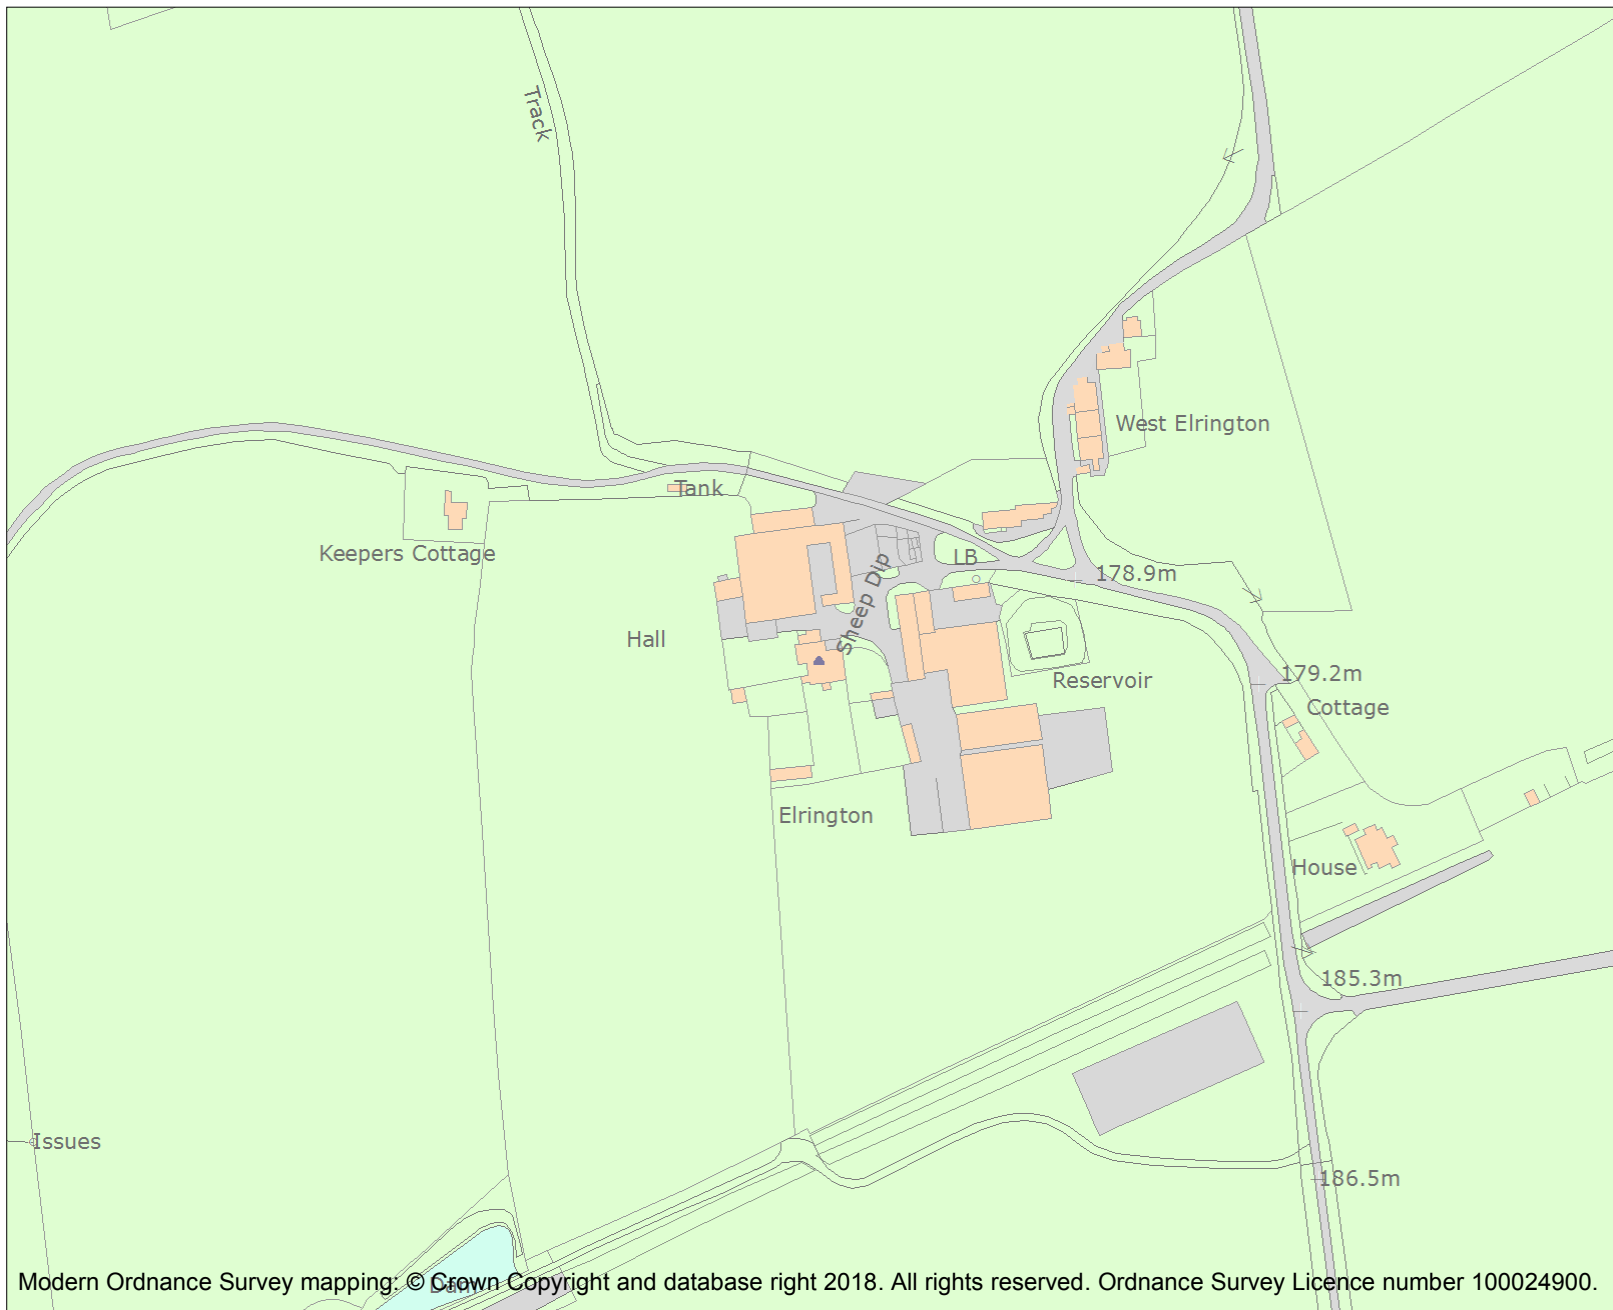 Track
West Elrington
Tank
Keepers Cottage
LB
178.9m
Sheep Dip
Hall
Reservoir
179.2m
Cottage
Elrington
House
185.3m
Issues
186.5m
Dam
Modern Ordnance Survey mapping: © Crown Copyright and database right 2018. All rights reserved. Ordnance Survey Licence number 100024900.